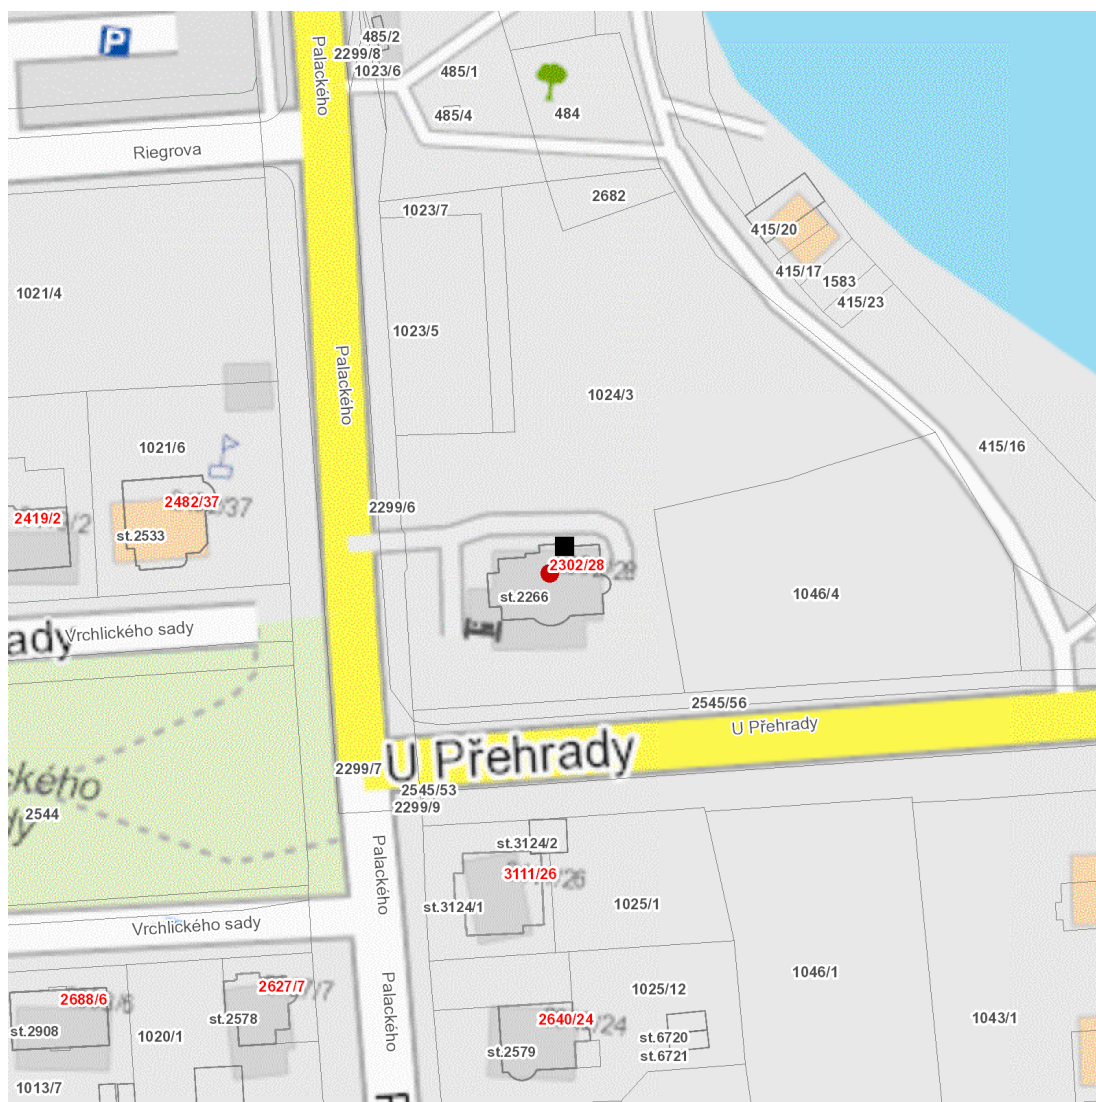 P
Palackého
485/2
2299/8
1023/6
485/1
485/4
484
Riegrova
2682
1023/7
415/20
415/17
1583
415/23
1021/4
1023/5
Palackého
1024/3
1021/6
415/16
2482/37
2299/6
2419/2
st.2533
2302/28
st.2266
1046/4
Vrchlického sady
ady
2545/56
U Přehrady
U Přehrady
2299/7
ckého
2545/53
2299/9
2544
dy
st.3124/2
Palackého
3111/26
st.3124/1
1025/1
Vrchlického sady
1046/1
2627/7
1025/12
2688/6
Palackého
2640/24
1043/1
st.2578
st.2908
1020/1
st.6720
st.2579
st.6721
1013/7